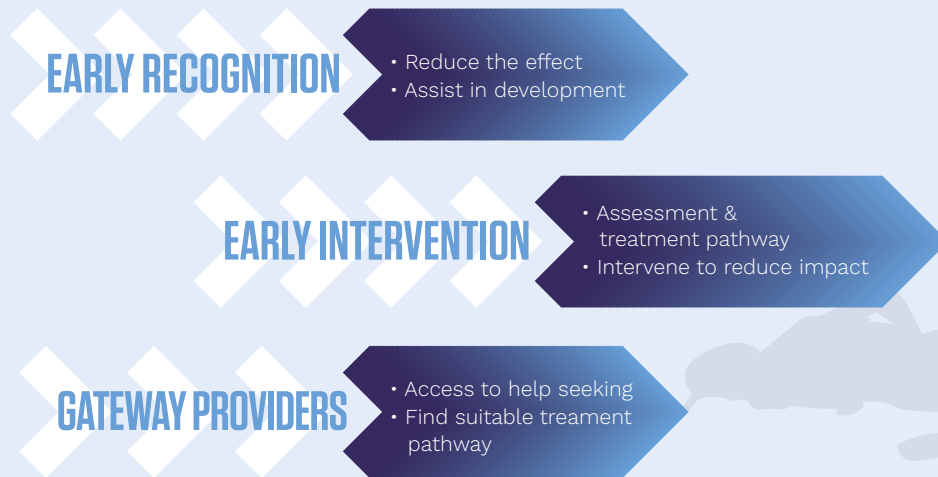 EARLY RECOGNITION
• Reduce the effect
• Assist in development
EARLY INTERVENTION
• Assessment &
treatment pathway
• Intervene to reduce impact
GATEWAY PROVIDERS
• Access to help seeking
• Find suitable treament
pathway